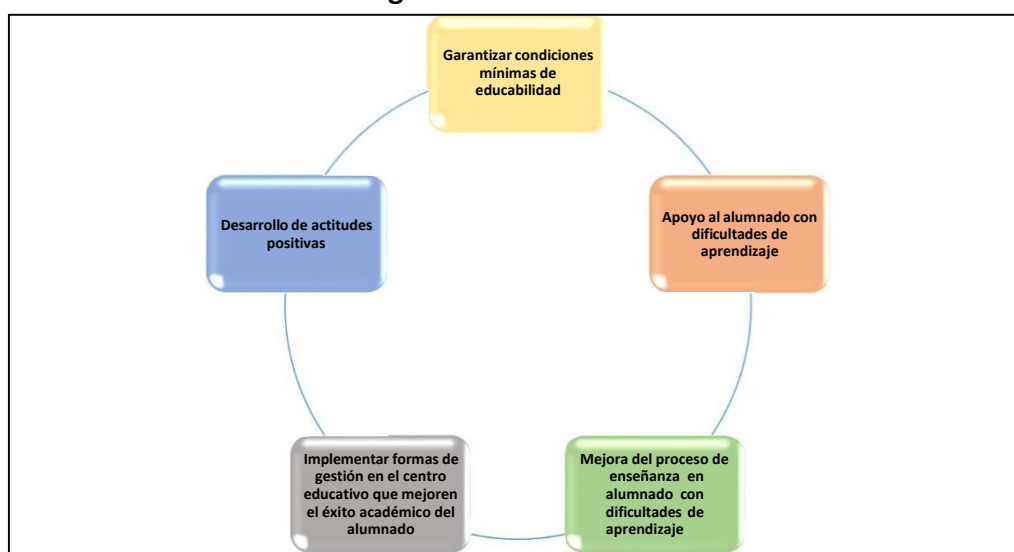 Garantizar condiciones
mínimas de
educabilidad
Apoyo al alumnado con
dificultades de
aprendizaje
Mejora del proceso de
enseñanza en
alumnado con
dificultades de
aprendizaje
Implementar formas de
gestión en el centro
educativo que mejoren
el éxito académico del
alumnado
Desarrollo de actitudes
positivas